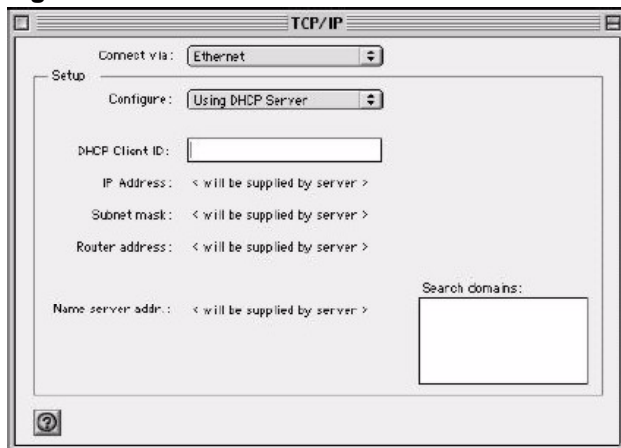 TCP/IP
Connect via: Ethernet
Setup
Configure: Using DHCP Server
DHCP Client ID:
IP Address: < will be supplied by server >
Subnet mask: < will be supplied by server >
Router address: < will be supplied by server >
Search domains:
Name server addr.: < will be supplied by server >
?